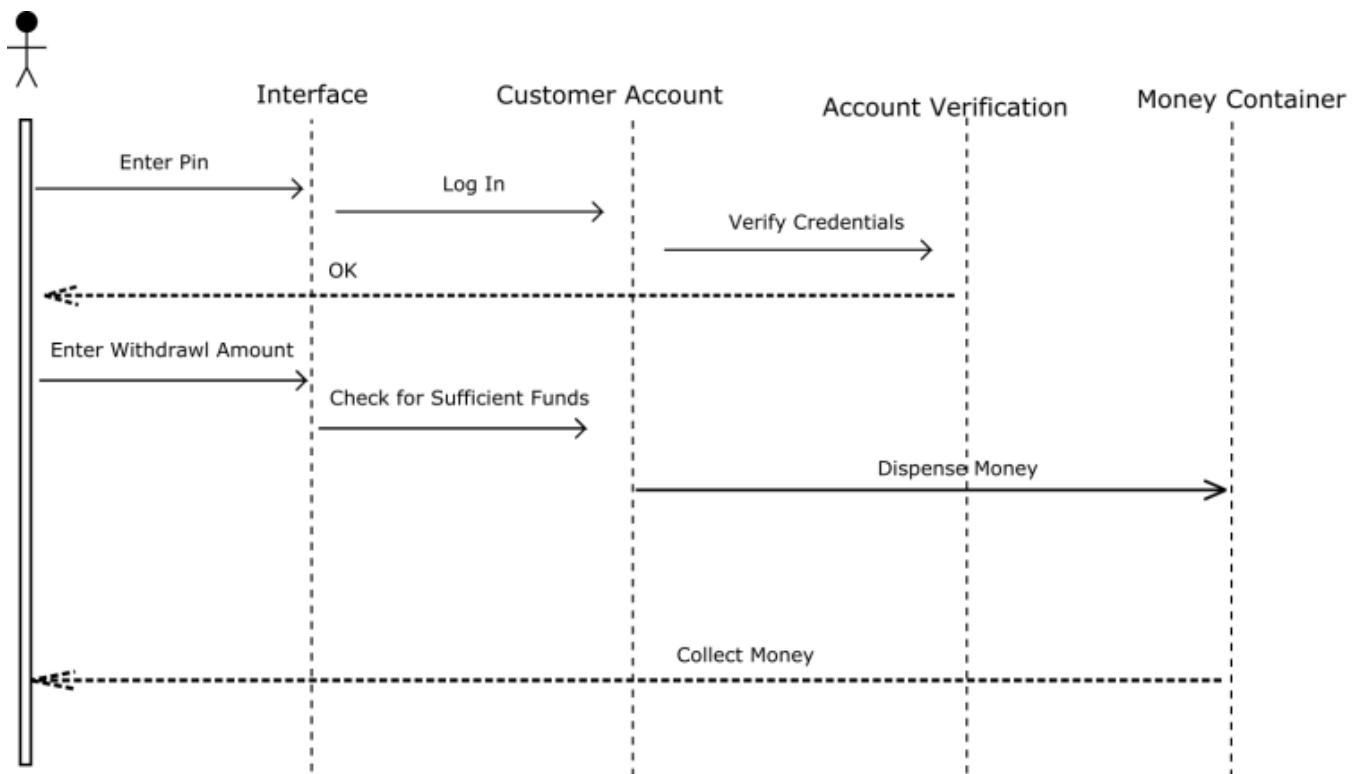 Interface
Customer Account
Account Verification
Money Container
Enter Pin
Log In
Verify Credentials
OK
Enter Withdrawl Amount
Check for Sufficient Funds
Dispense Money
Collect Money